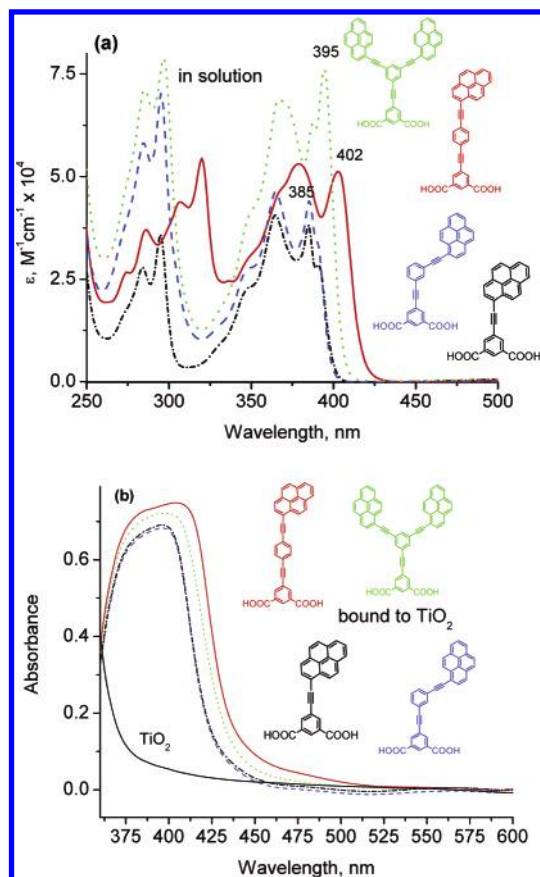 (a)
in solution
395
402
385
HOOC COOH
HOOC COOH
HOOC COOH
HOOC COOH
7.5
5.0
2.5
0.0
ε, M⁻¹cm⁻¹ x 10⁴
250 300 350 400 450 500
Wavelength, nm
(b)
bound to TiO₂
HOOC COOH
HOOC COOH
HOOC COOH
HOOC COOH
TiO₂
0.6
0.4
0.2
0.0
Absorbance
375 400 425 450 475 500 525 550 575 600
Wavelength, nm